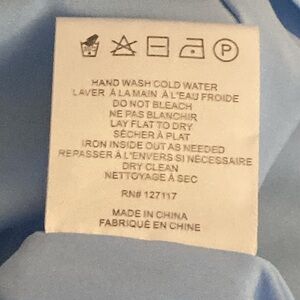 HAND WASH COLD WATER
LAVER À LA MAIN À L'EAU FROIDE
DO NOT BLEACH
NE PAS BLANCHIR
LAY FLAT TO DRY
SÉCHER À PLAT
IRON INSIDE OUT AS NEEDED
REPASSER À L'ENVERS SI NÉCESSAIRE
DRY CLEAN
NETTOYAGE À SEC
RN# 127117
MADE IN CHINA
FABRIQUÉ EN CHINE